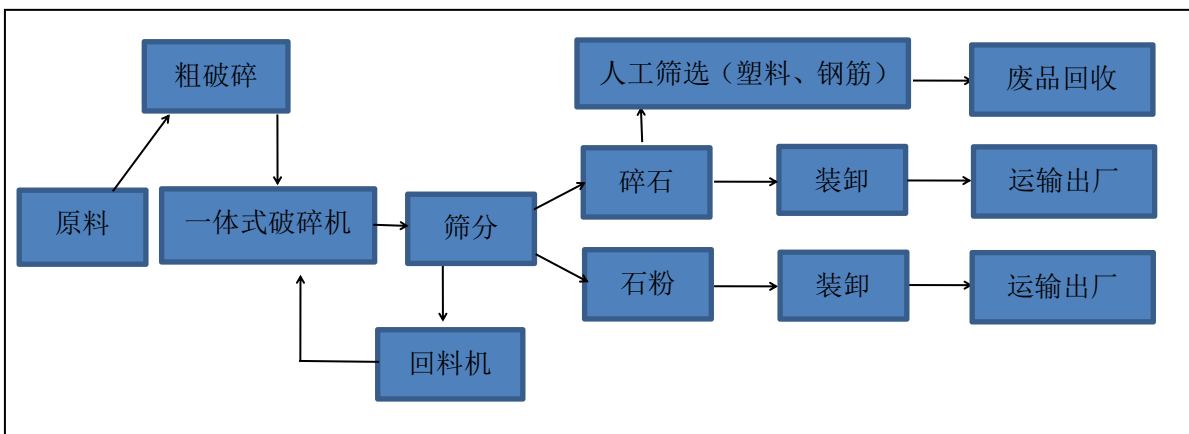 粗破碎
人工筛选（塑料、钢筋）
废品回收
原料
一体式破碎机
筛分
碎石
装卸
运输出厂
石粉
装卸
运输出厂
回料机